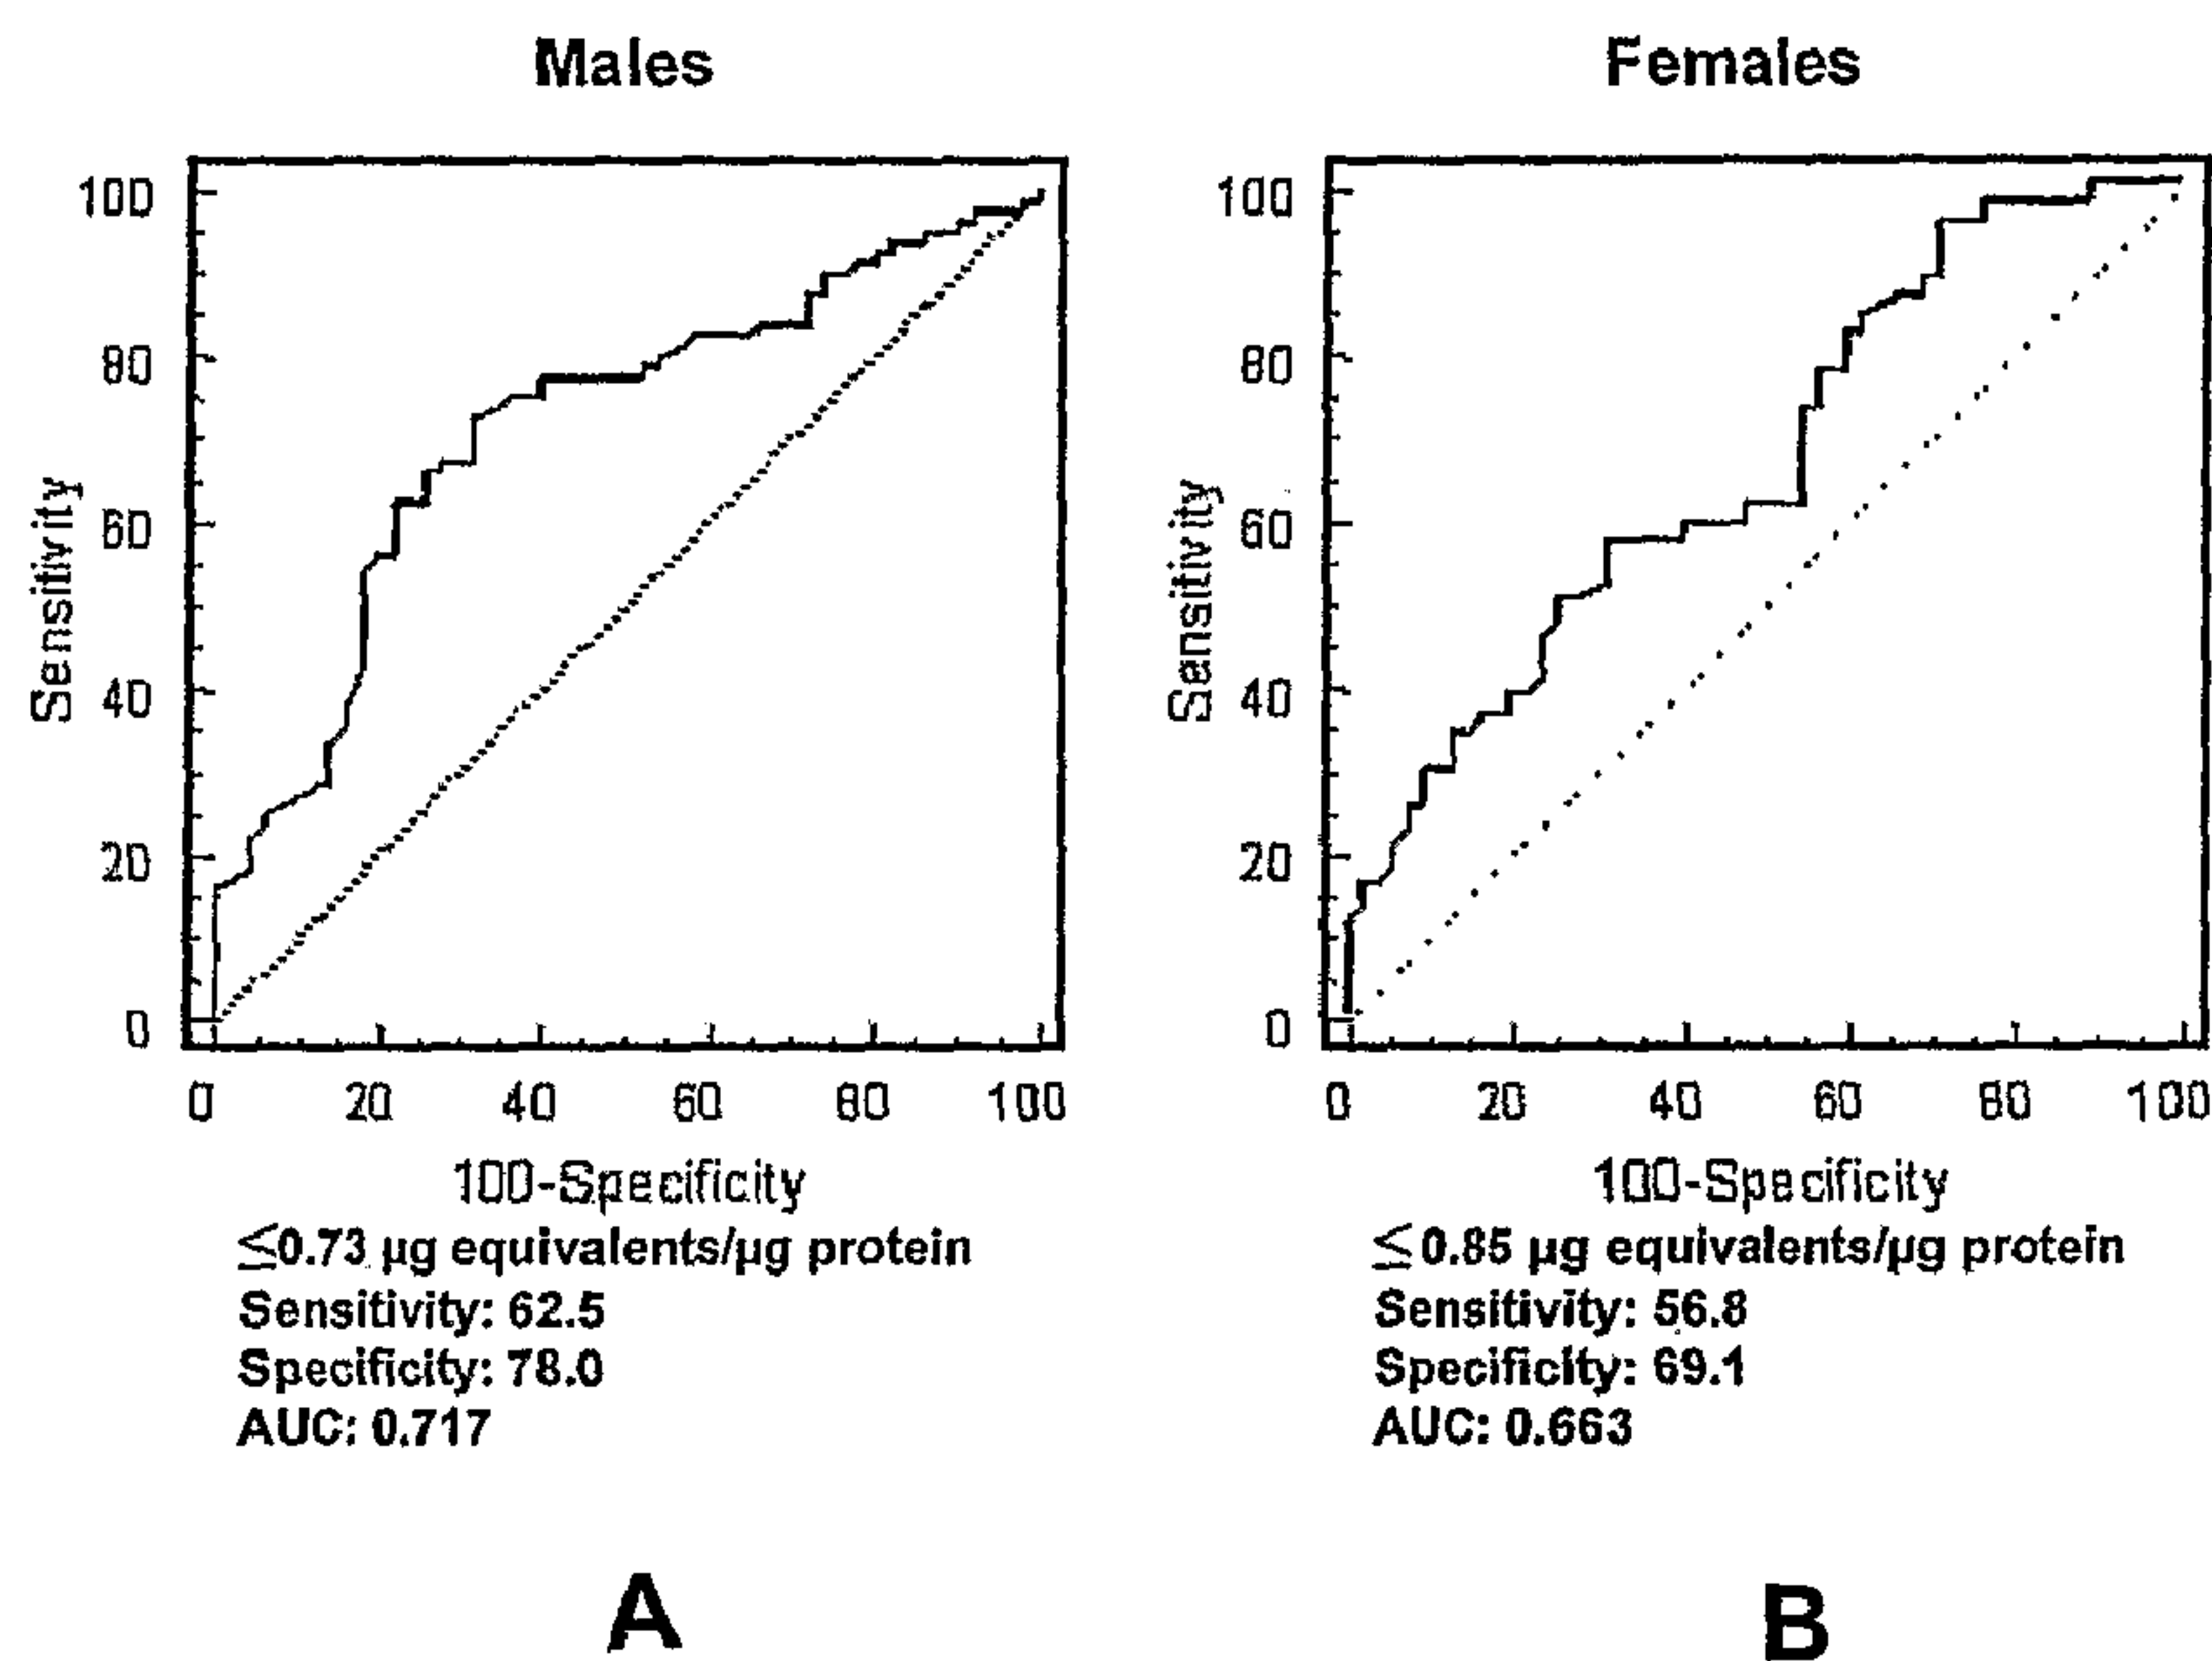 Males
100
80
60
40
20
0
Sensitivity
0 20 40 60 80 100
100-Specificity
≤0.73 µg equivalents/µg protein
Sensitivity: 62.5
Specificity: 78.0
AUC: 0.717
A
Females
100
80
60
40
20
0
Sensitivity
0 20 40 60 80 100
100-Specificity
≤0.85 µg equivalents/µg protein
Sensitivity: 56.8
Specificity: 69.1
AUC: 0.663
B